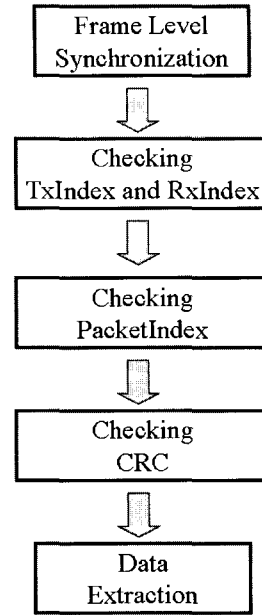 Frame Level
Synchronization
Checking
TxIndex and RxIndex
Checking
PacketIndex
Checking
CRC
Data
Extraction